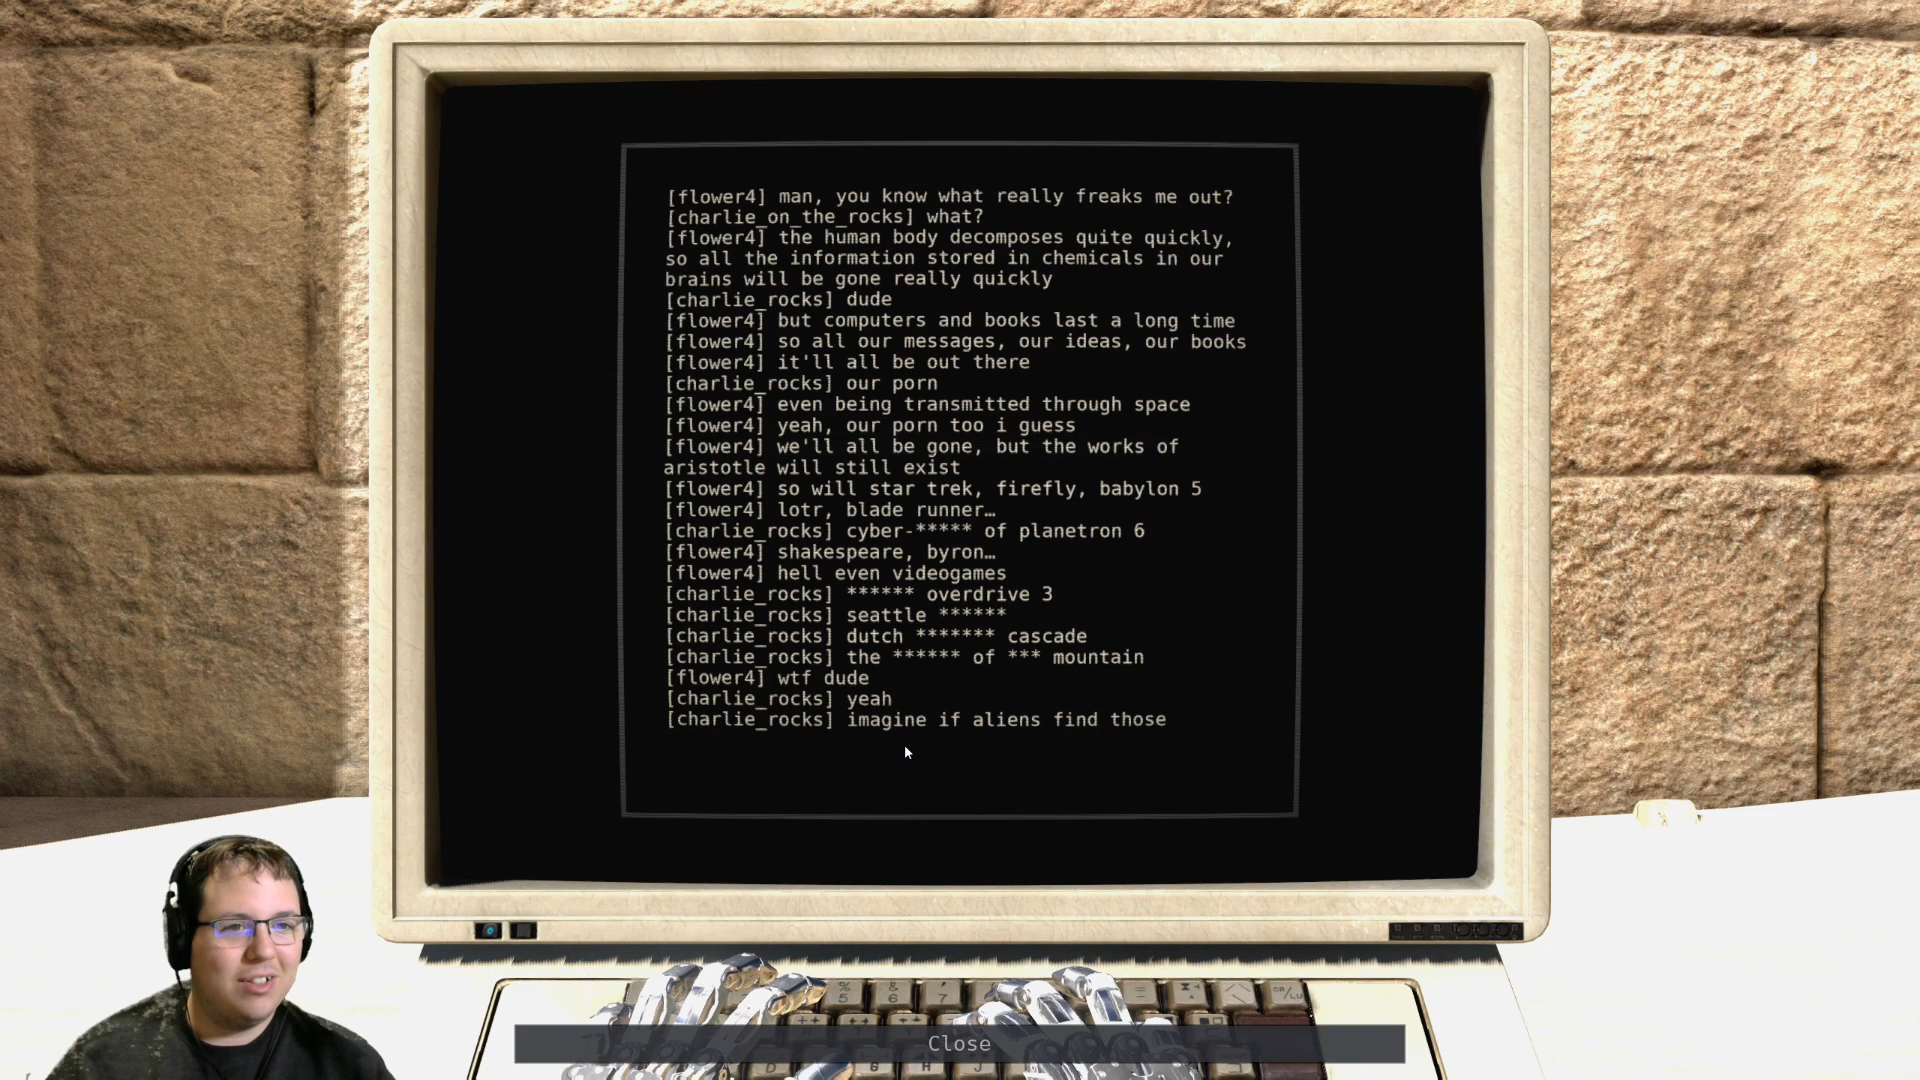 [flower4] man, you know what really freaks me out?
[charlie_on_the_rocks] what?
[flower4] the human body decomposes quite quickly,
so all the information stored in chemicals in our
brains will be gone really quickly
[charlie_rocks] dude
[flower4] but computers and books last a long time
[flower4] so all our messages, our ideas, our books
[flower4] it'll all be out there
[charlie_rocks] our porn
[flower4] even being transmitted through space
[flower4] yeah, our porn too i guess
[flower4] we'll all be gone, but the works of
aristotle will still exist
[flower4] so will star trek, firefly, babylon 5
[flower4] lotr, blade runner…
[charlie_rocks] cyber-***** of planetron 6
[flower4] shakespeare, byron…
[flower4] hell even videogames
[charlie_rocks] ****** overdrive 3
[charlie_rocks] seattle ******
[charlie_rocks] dutch ******* cascade
[charlie_rocks] the ****** of *** mountain
[flower4] wtf dude
[charlie_rocks] yeah
[charlie_rocks] imagine if aliens find those
% 5 & 6 ' 7
Close
G H J